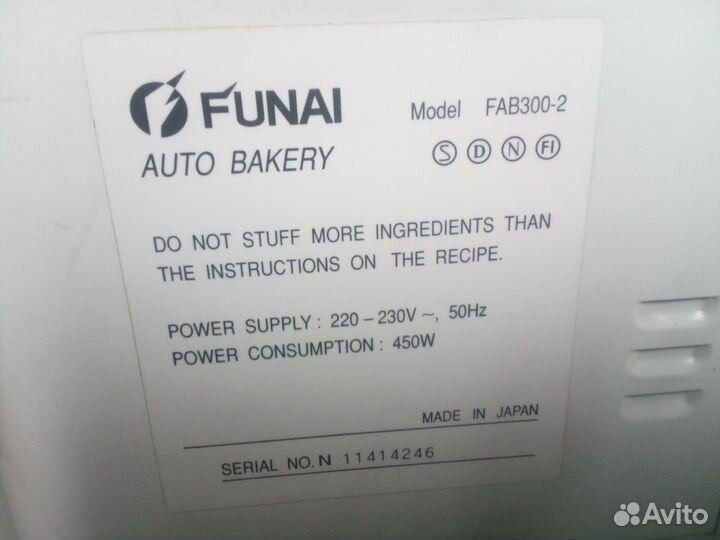 FUNAI
AUTO BAKERY
Model FAB300-2
S D N FI
DO NOT STUFF MORE INGREDIENTS THAN
THE INSTRUCTIONS ON THE RECIPE.
POWER SUPPLY : 220 – 230V ~, 50Hz
POWER CONSUMPTION : 450W
MADE IN JAPAN
SERIAL NO. N 11414246
Avito